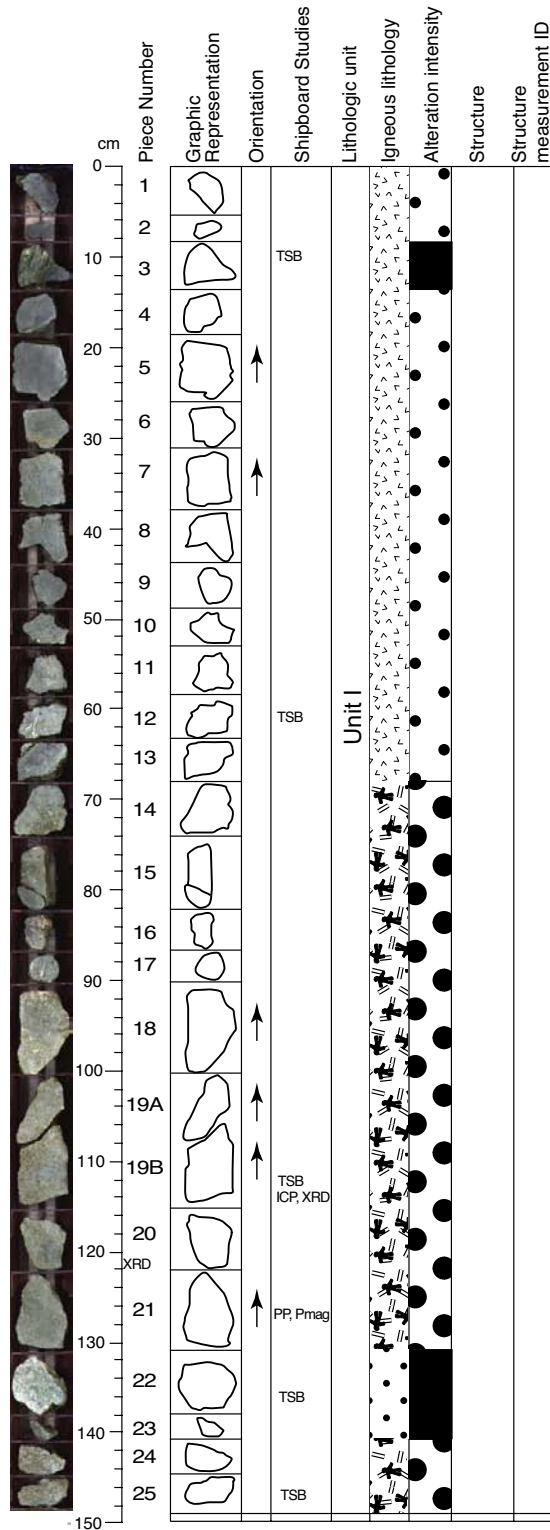 cm
Piece Number
Graphic
Representation
Orientation
Shipboard Studies
Lithologic unit
Igneous lithology
Alteration intensity
Structure
Structure
measurement ID
0
1
2
10
3
TSB
4
20
5
6
30
7
40
8
9
50
10
11
60
12
TSB
Unit I
13
70
14
15
80
16
17
90
18
100
19A
110
19B
TSB
ICP, XRD
20
120
XRD
21
PP, Pmag
130
22
TSB
140
23
24
25
TSB
150